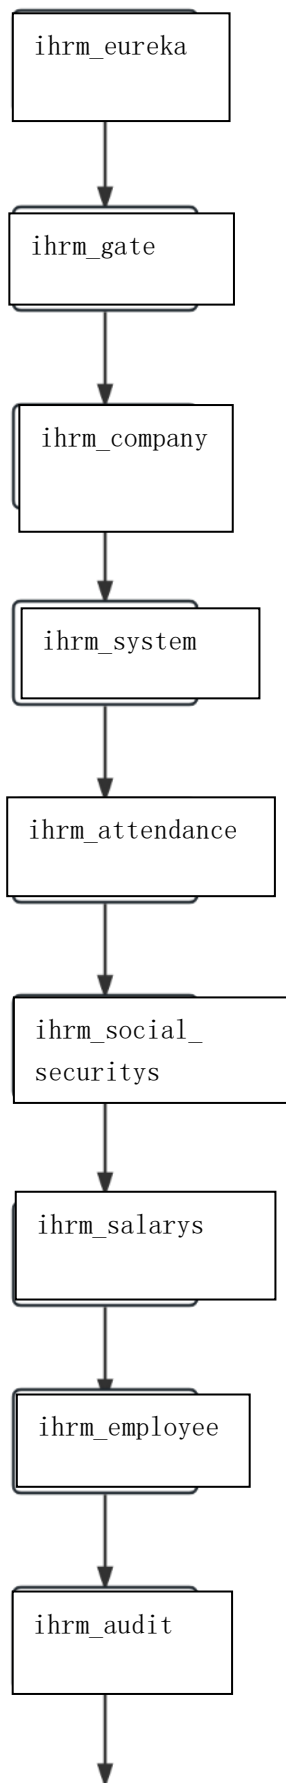 ihrm_eureka
ihrm_gate
ihrm_company
ihrm_system
ihrm_attendance
ihrm_social_
securitys
ihrm_salarys
ihrm_employee
ihrm_audit